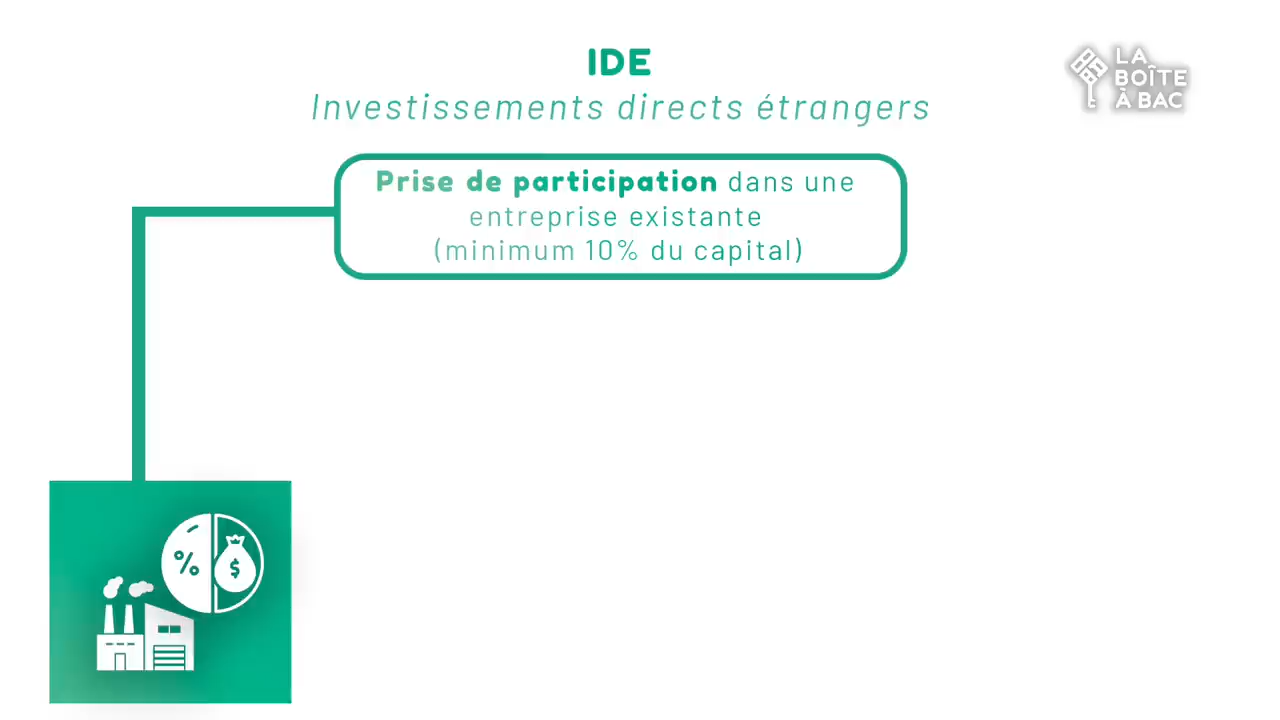 IDE
Investissements directs étrangers
LA
BOÎTE
À BAC
Prise de participation dans une
entreprise existante
(minimum 10% du capital)
%
$